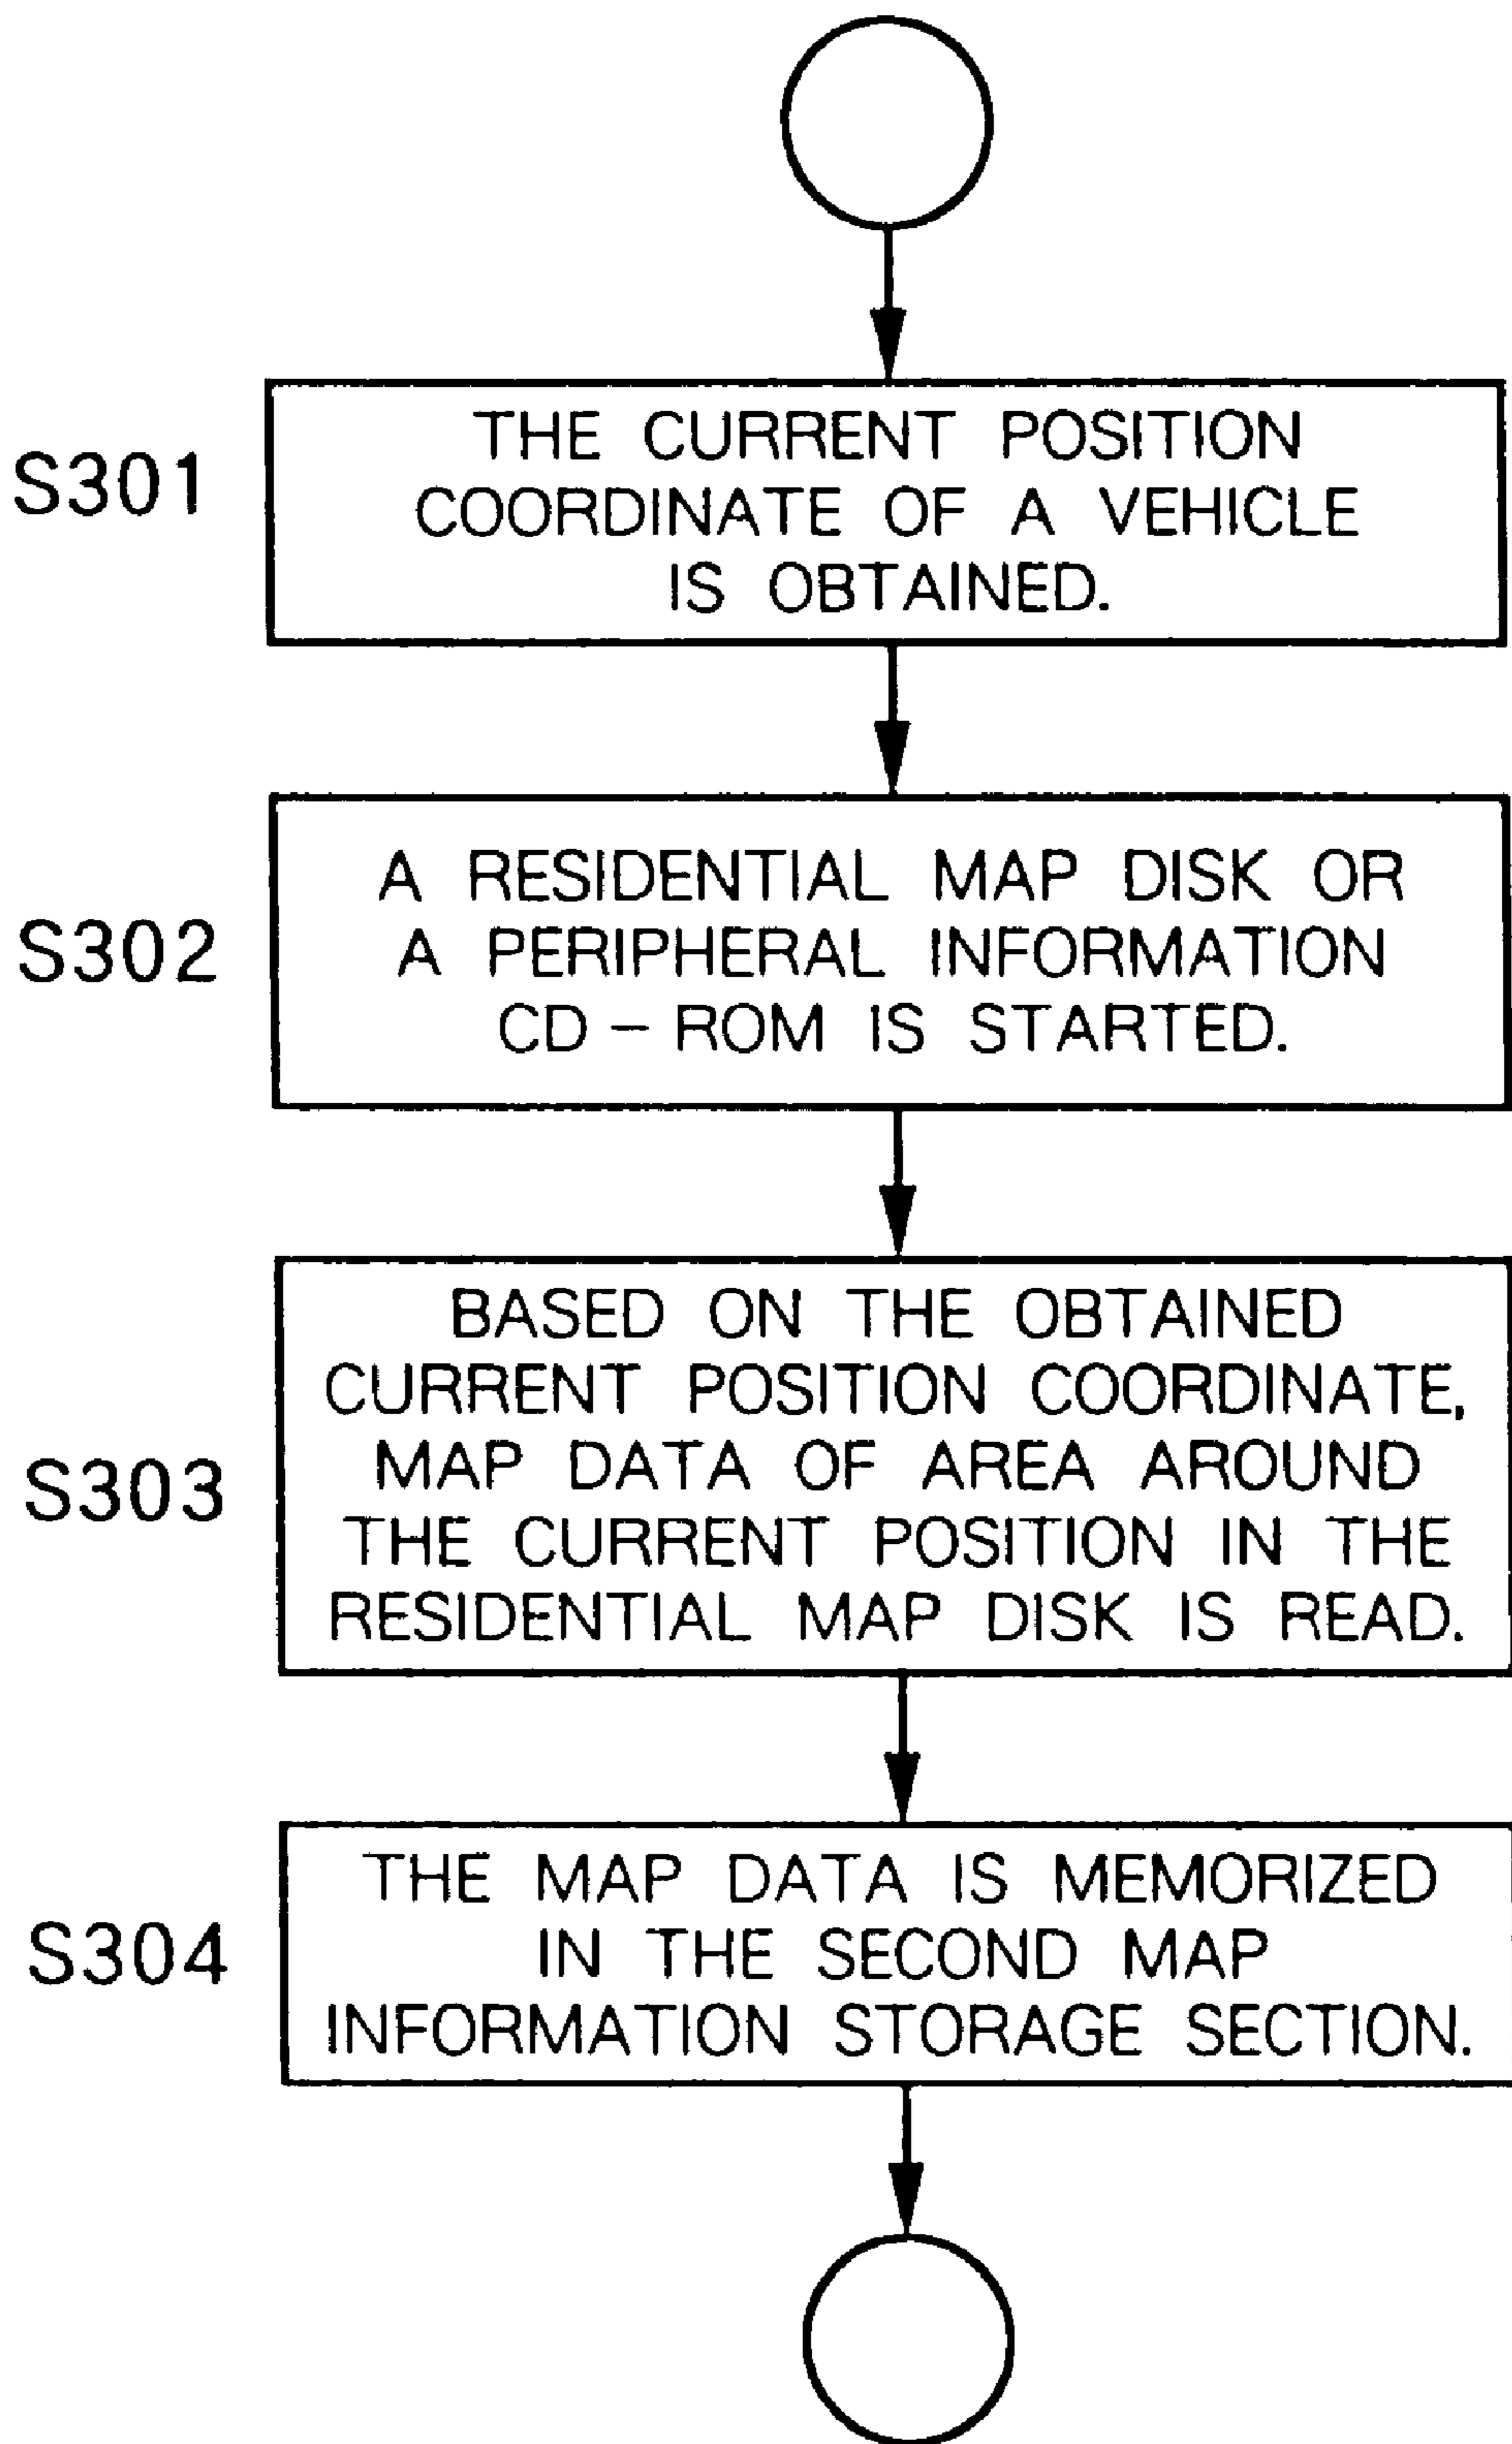 S301
THE CURRENT POSITION
COORDINATE OF A VEHICLE
IS OBTAINED.
S302
A RESIDENTIAL MAP DISK OR
A PERIPHERAL INFORMATION
CD-ROM IS STARTED.
S303
BASED ON THE OBTAINED
CURRENT POSITION COORDINATE,
MAP DATA OF AREA AROUND
THE CURRENT POSITION IN THE
RESIDENTIAL MAP DISK IS READ.
S304
THE MAP DATA IS MEMORIZED
IN THE SECOND MAP
INFORMATION STORAGE SECTION.